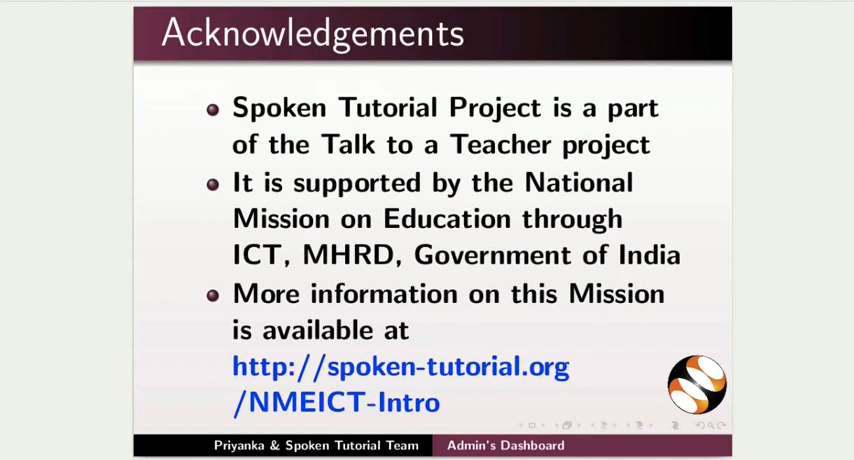 Acknowledgements
Spoken Tutorial Project is a part
of the Talk to a Teacher project
It is supported by the National
Mission on Education through
ICT, MHRD, Government of India
More information on this Mission
is available at
http://spoken-tutorial.org
/NMEICT-Intro
Priyanka & Spoken Tutorial Team Admin's Dashboard